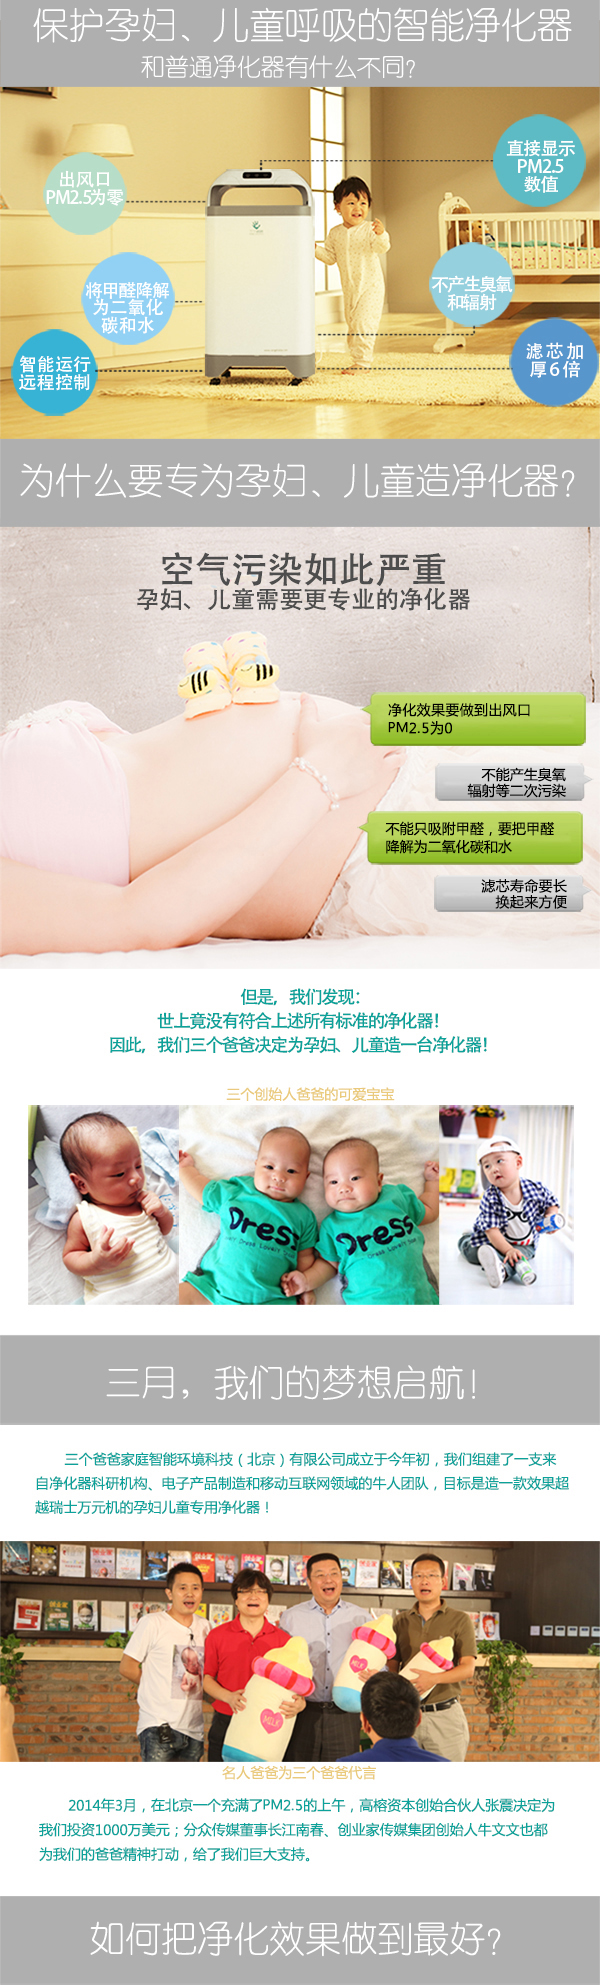 保护孕妇、儿童呼吸的智能净化器
和普通净化器有什么不同？
直接显示
PM2.5
数值
出风口
PM2.5为零
将甲醛降解
为二氧化
碳和水
不产生臭氧
和辐射
智能运行
远程控制
滤芯加
厚6倍
为什么要专为孕妇、儿童造净化器？
空气污染如此严重
孕妇、儿童需要更专业的净化器
净化效果要做到出风口
PM2.5为0
不能产生臭氧
辐射等二次污染
不能只吸附甲醛，要把甲醛
降解为二氧化碳和水
滤芯寿命要长
换起来方便
但是，我们发现：
世上竟没有符合上述所有标准的净化器！
因此，我们三个爸爸决定为孕妇、儿童造一台净化器！
三个创始人爸爸的可爱宝宝
Dress
Dress
三月，我们的梦想启航！
三个爸爸家庭智能环境科技（北京）有限公司成立于今年初，我们组建了一支来
自净化器科研机构、电子产品制造和移动互联网领域的牛人团队，目标是造一款效果超
越瑞士万元机的孕妇儿童专用净化器！
MILK
MILK
名人爸爸为三个爸爸代言
2014年3月，在北京一个充满了PM2.5的上午，高榕资本创始合伙人张震决定为
我们投资1000万美元；分众传媒董事长江南春、创业家传媒集团创始人牛文文也都
为我们的爸爸精神打动，给了我们巨大支持。
如何把净化效果做到最好？